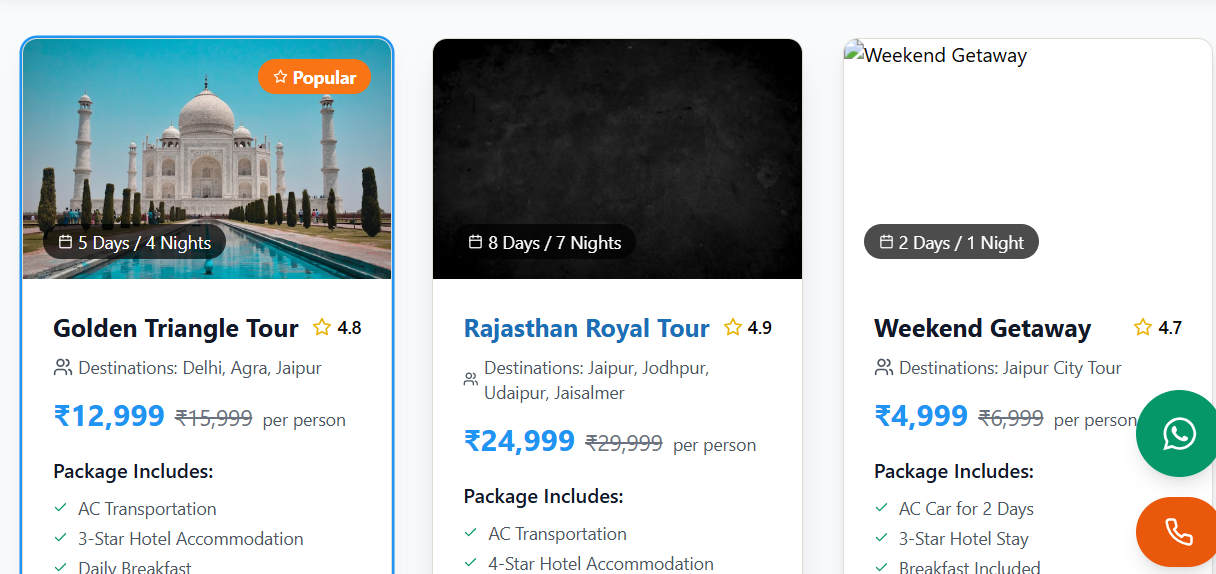 Popular
5 Days / 4 Nights
Golden Triangle Tour
4.8
Destinations: Delhi, Agra, Jaipur
₹12,999 ₹15,999 per person
Package Includes:
AC Transportation
3-Star Hotel Accommodation
Daily Breakfast
8 Days / 7 Nights
Rajasthan Royal Tour
4.9
Destinations: Jaipur, Jodhpur,
Udaipur, Jaisalmer
₹24,999 ₹29,999 per person
Package Includes:
AC Transportation
4-Star Hotel Accommodation
Weekend Getaway
2 Days / 1 Night
Weekend Getaway
4.7
Destinations: Jaipur City Tour
₹4,999 ₹6,999 per person
Package Includes:
AC Car for 2 Days
3-Star Hotel Stay
Breakfast Included